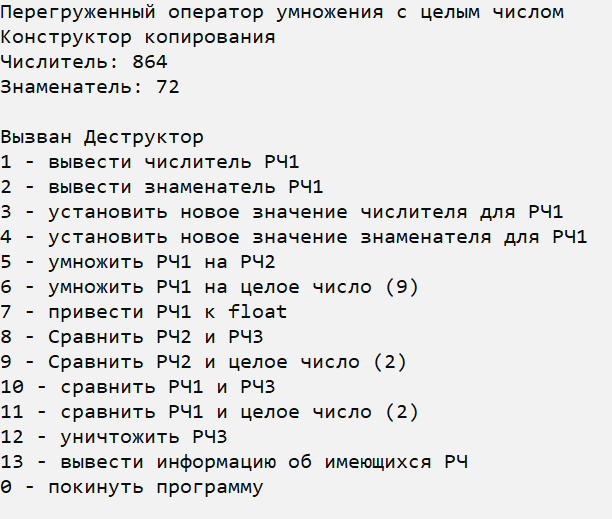 Перегруженный оператор умножения с целым числом
Конструктор копирования
Числитель: 864
Знаменатель: 72
Вызван Деструктор
1 - вывести числитель РЧ1
2 - вывести знаменатель РЧ1
3 - установить новое значение числителя для РЧ1
4 - установить новое значение знаменателя для РЧ1
5 - умножить РЧ1 на РЧ2
6 - умножить РЧ1 на целое число (9)
7 - привести РЧ1 к float
8 - Сравнить РЧ2 и РЧ3
9 - Сравнить РЧ2 и целое число (2)
10 - сравнить РЧ1 и РЧ3
11 - сравнить РЧ1 и целое число (2)
12 - уничтожить РЧ3
13 - вывести информацию об имеющихся РЧ
0 - покинуть программу